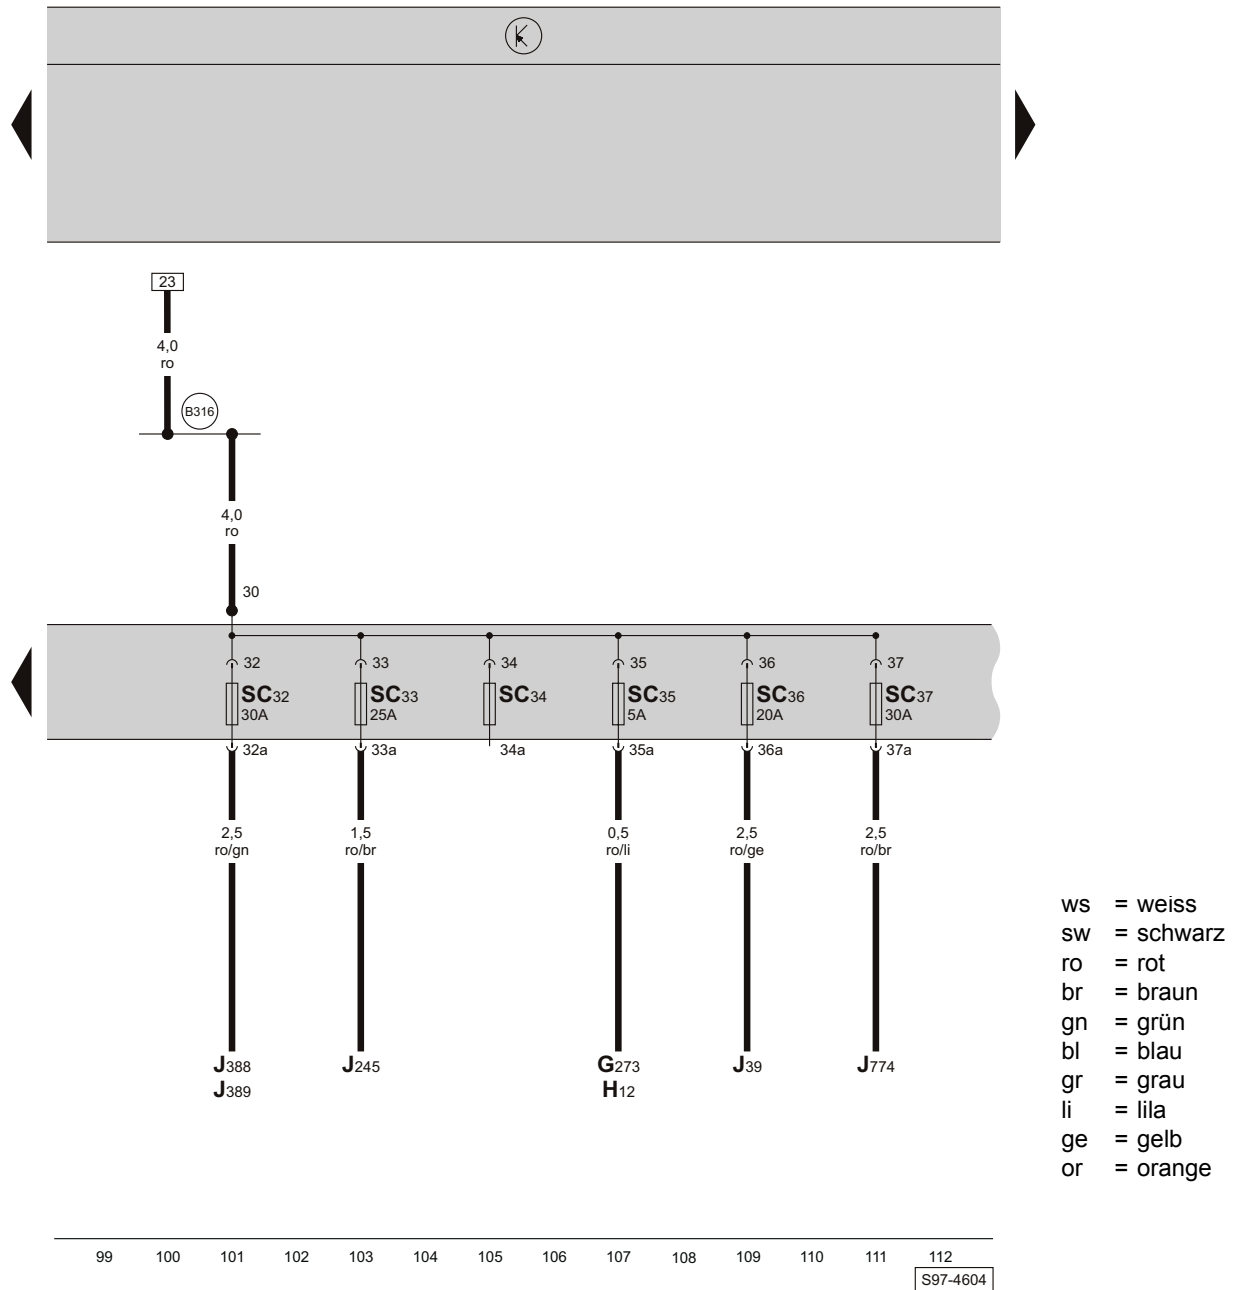 23
4,0
ro
B316
4,0
ro
30
32 33 34 35 36 37
SC32 SC33 SC34 SC35 SC36 SC37
30A 25A 5A 20A 30A
32a 33a 34a 35a 36a 37a
2,5 1,5 0,5 2,5 2,5
ro/gn ro/br ro/li ro/ge ro/br
J388 J245 G273 J39 J774
J389 H12
ws = weiss
sw = schwarz
ro = rot
br = braun
gn = grün
bl = blau
gr = grau
li = lila
ge = gelb
or = orange
99 100 101 102 103 104 105 106 107 108 109 110 111 112
S97-4604